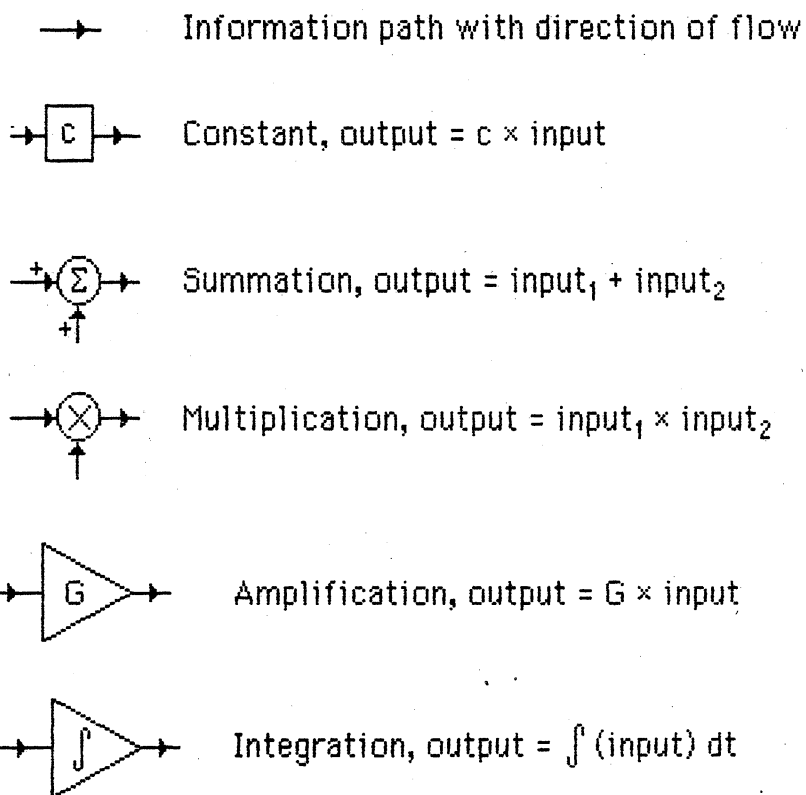 Information path with direction of flow
c Constant, output = c × input
+ Σ + Summation, output = input₁ + input₂
Multiplication, output = input₁ × input₂
G Amplification, output = G × input
∫ Integration, output = ∫ (input) dt